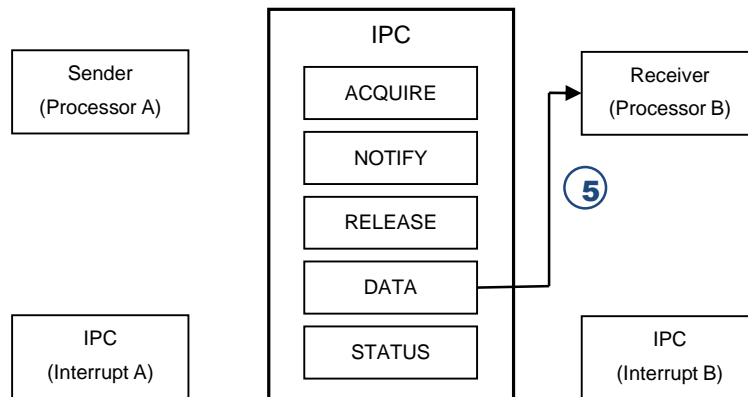 Sender
(Processor A)
IPC
ACQUIRE
NOTIFY
RELEASE
DATA
STATUS
Receiver
(Processor B)
5
IPC
(Interrupt A)
IPC
(Interrupt B)